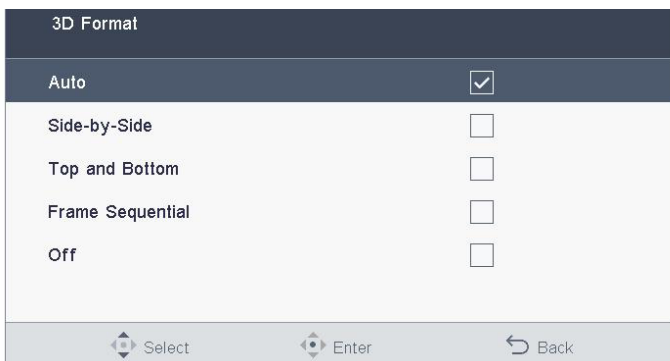 3D Format
Auto
Side-by-Side
Top and Bottom
Frame Sequential
Off
Select Enter Back